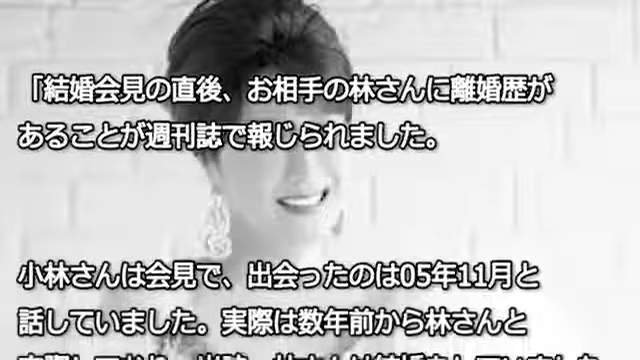 「結婚会見の直後、お相手の林さんに離婚歴が
あることが週刊誌で報じられました。
小林さんは会見で、出会ったのは05年11月と
話していました。実際は数年前から林さんと